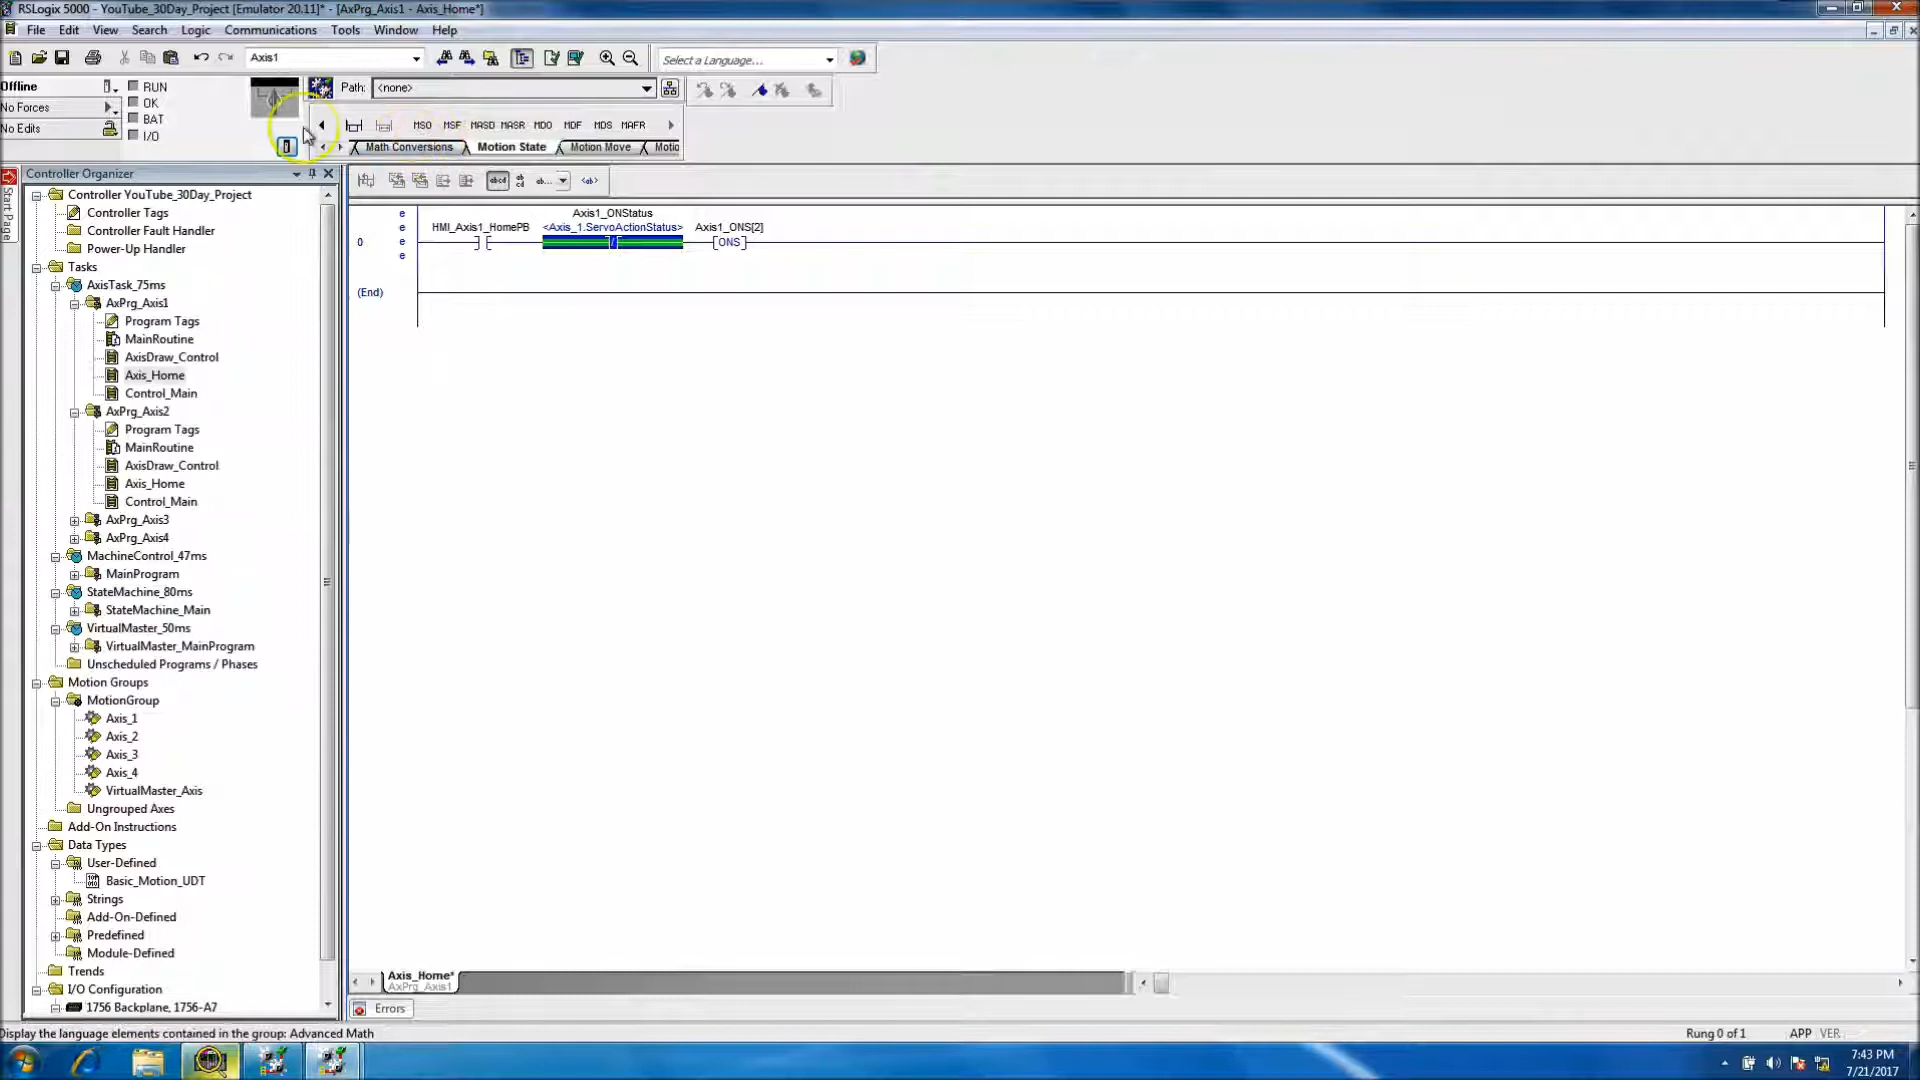 RSLogix 5000 - YouTube_30Day_Project [Emulator 20.11]* - [AxPrg_Axis1 - Axis_Home*]
File Edit View Search Logic Communications Tools Window Help
Axis1
Select a Language...
Offline
RUN
Path: <none>
No Forces
OK
BAT
No Edits
I/O
MSO MSF MASD MASR MDO MDF MDS MAFR
Math Conversions Motion State Motion Move Motio
Start Page
Controller Organizer
Controller YouTube_30Day_Project
Controller Tags
Controller Fault Handler
Power-Up Handler
Tasks
AxisTask_75ms
AxPrg_Axis1
Program Tags
MainRoutine
AxisDraw_Control
Axis_Home
Control_Main
AxPrg_Axis2
Program Tags
MainRoutine
AxisDraw_Control
Axis_Home
Control_Main
AxPrg_Axis3
AxPrg_Axis4
MachineControl_47ms
MainProgram
StateMachine_80ms
StateMachine_Main
VirtualMaster_50ms
VirtualMaster_MainProgram
Unscheduled Programs / Phases
Motion Groups
MotionGroup
Axis_1
Axis_2
Axis_3
Axis_4
VirtualMaster_Axis
Ungrouped Axes
Add-On Instructions
Data Types
User-Defined
Basic_Motion_UDT
Strings
Add-On-Defined
Predefined
Module-Defined
Trends
I/O Configuration
1756 Backplane, 1756-A7
e Axis1_ONStatus
e HMI_Axis1_HomePB <Axis_1.ServoActionStatus> Axis1_ONS[2]
0 e ONS
e
(End)
Axis_Home*
AxPrg_Axis1
Errors
Display the language elements contained in the group: Advanced Math
Rung 0 of 1 APP VER
7:43 PM
7/21/2017